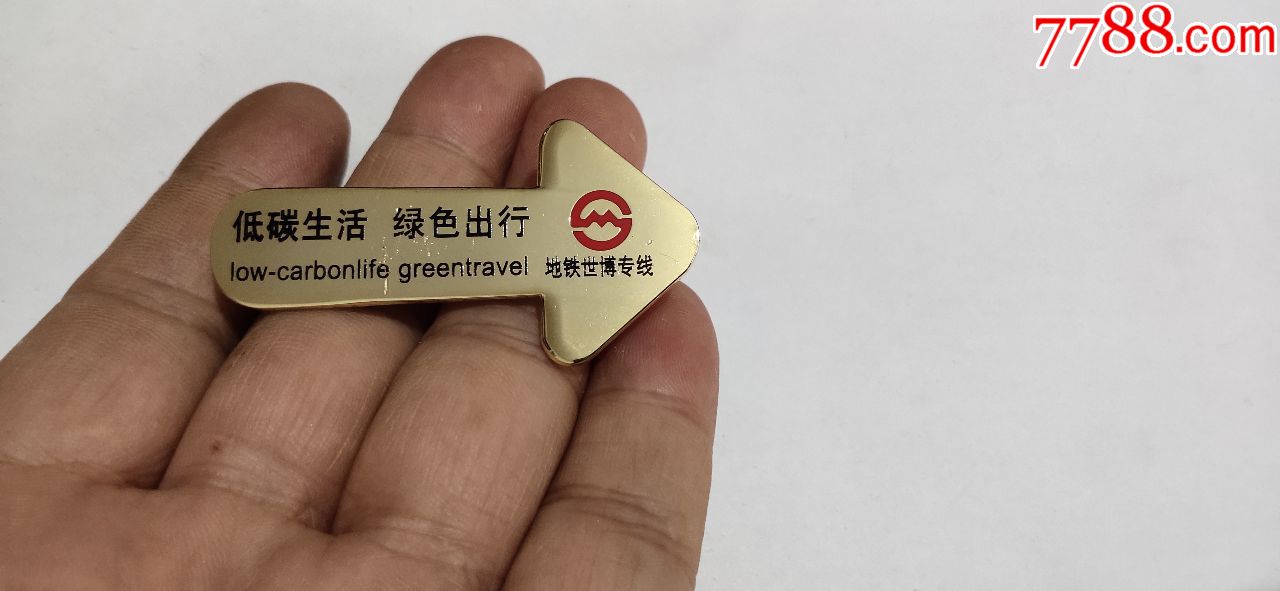 7788.com
低碳生活 绿色出行
low-carbonlife greentravel
地铁世博专线